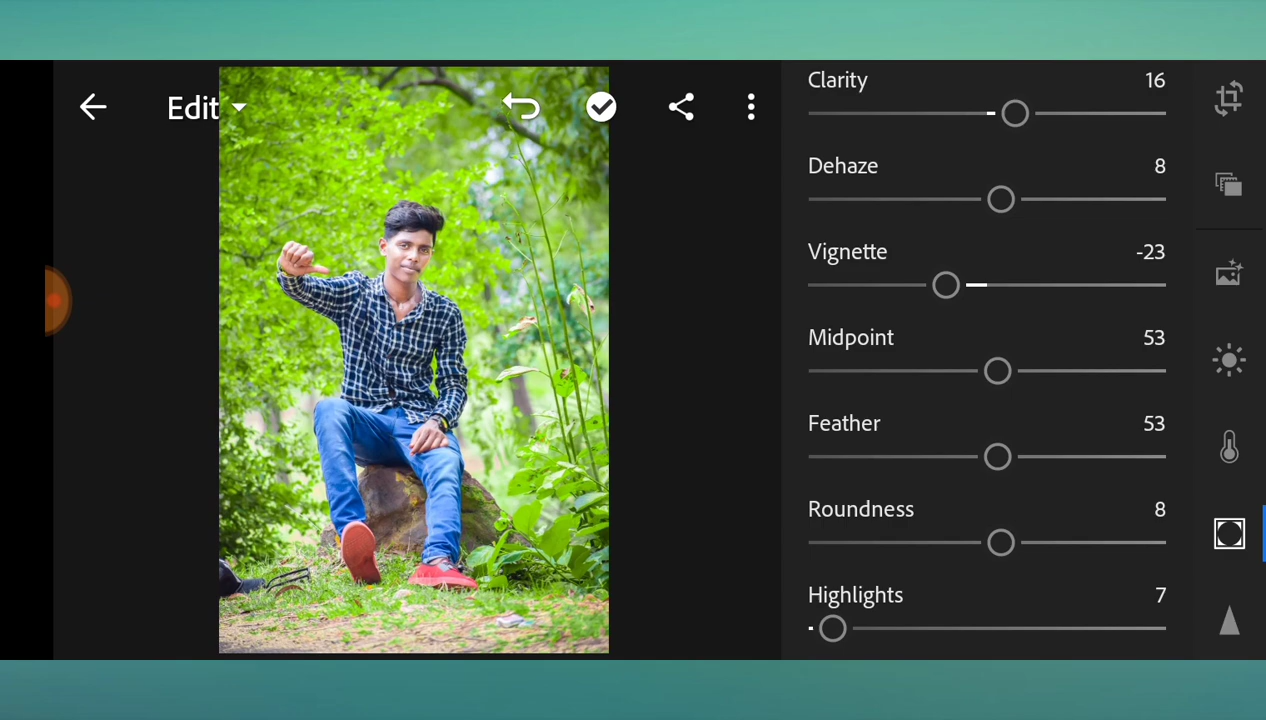 Edit
Clarity 16
Dehaze 8
Vignette -23
Midpoint 53
Feather 53
Roundness 8
Highlights 7